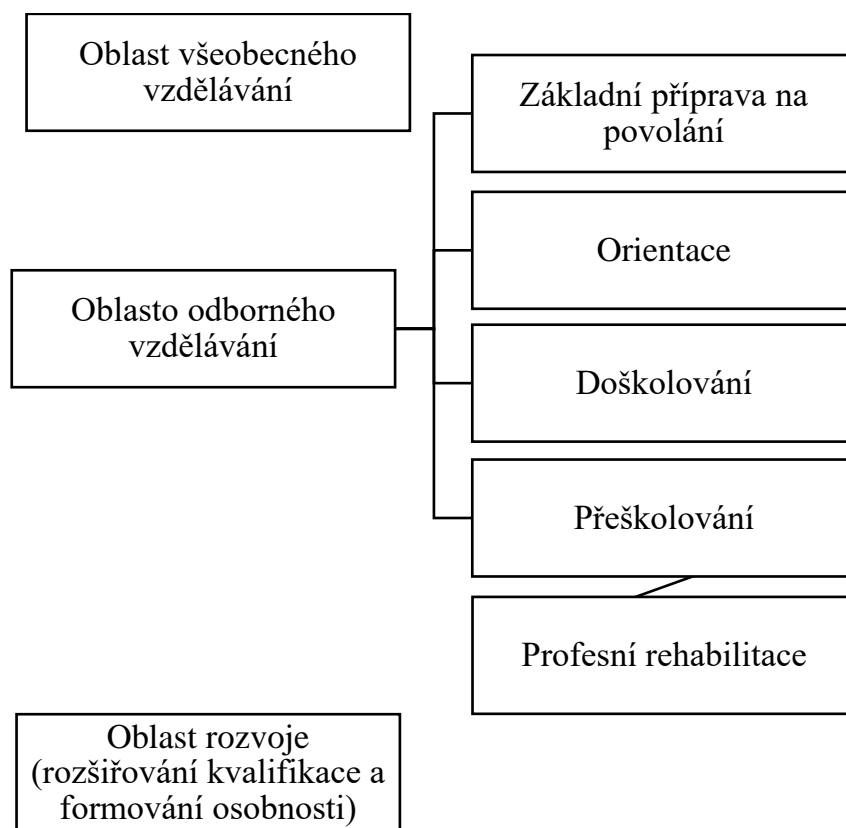 Oblast všeobecného
vzdělávání
Základní příprava na
povolání
Orientace
Oblasto odborného
vzdělávání
Doškolování
Přeškolování
Profesní rehabilitace
Oblast rozvoje
(rozšiřování kvalifikace a
formování osobnosti)